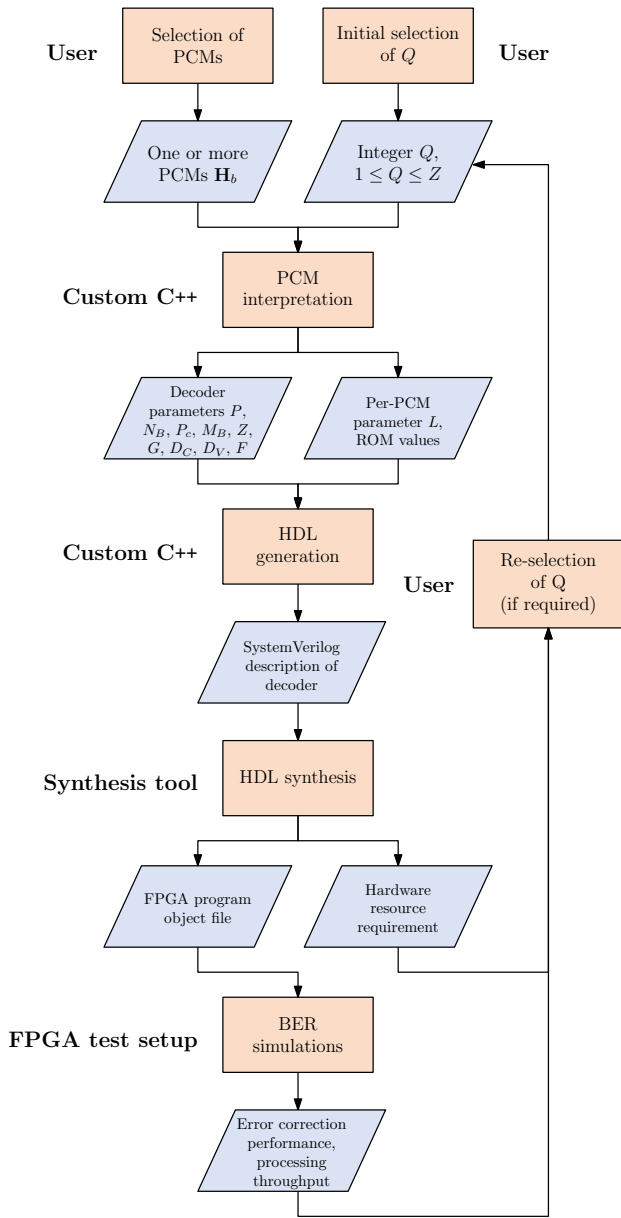 User
Selection of
PCMs
Initial selection
of Q
User
One or more
PCMs H_b
Integer Q,
1 ≤ Q ≤ Z
Custom C++
PCM
interpretation
Decoder
parameters P,
N_B, P_c, M_B, Z,
G, D_C, D_V, F
Per-PCM
parameter L,
ROM values
Custom C++
HDL
generation
User
Re-selection
of Q
(if required)
SystemVerilog
description of
decoder
Synthesis tool
HDL synthesis
FPGA program
object file
Hardware
resource
requirement
FPGA test setup
BER
simulations
Error correction
performance,
processing
throughput